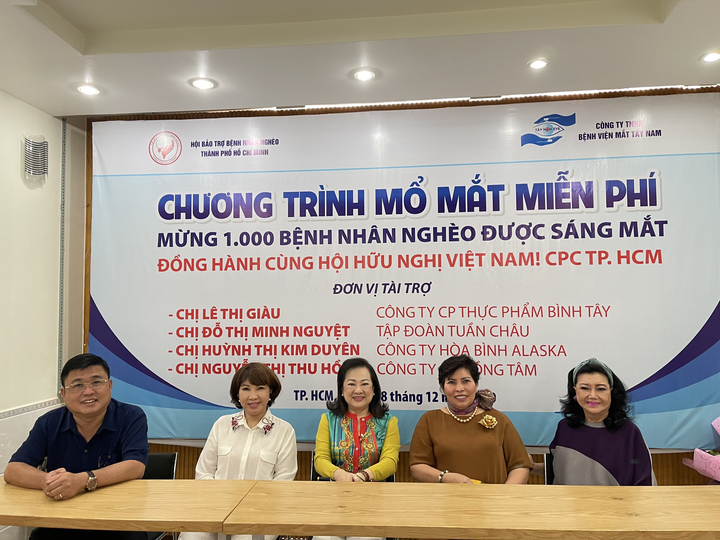 HỘI BẢO TRỢ BỆNH NHÂN NGHÈO
THÀNH PHỐ HỒ CHÍ MINH
TÂY NAM EYE
CÔNG TY TNHH
BỆNH VIỆN MẮT TÂY NAM
CHƯƠNG TRÌNH MỔ MẮT MIỄN PHÍ
MỪNG 1.000 BỆNH NHÂN NGHÈO ĐƯỢC SÁNG MẮT
ĐỒNG HÀNH CÙNG HỘI HỮU NGHỊ VIỆT NAM! CPC TP. HCM
ĐƠN VỊ TÀI TRỢ
- CHỊ LÊ THỊ GIÀU CÔNG TY CP THỰC PHẨM BÌNH TÂY
- CHỊ ĐỖ THỊ MINH NGUYỆT TẬP ĐOÀN TUẦN CHÂU
- CHỊ HUỲNH THỊ KIM DUYÊN CÔNG TY HÒA BÌNH ALASKA
- CHỊ THỊ THU CÔNG TÂM
TP. HCM, 8 tháng 12